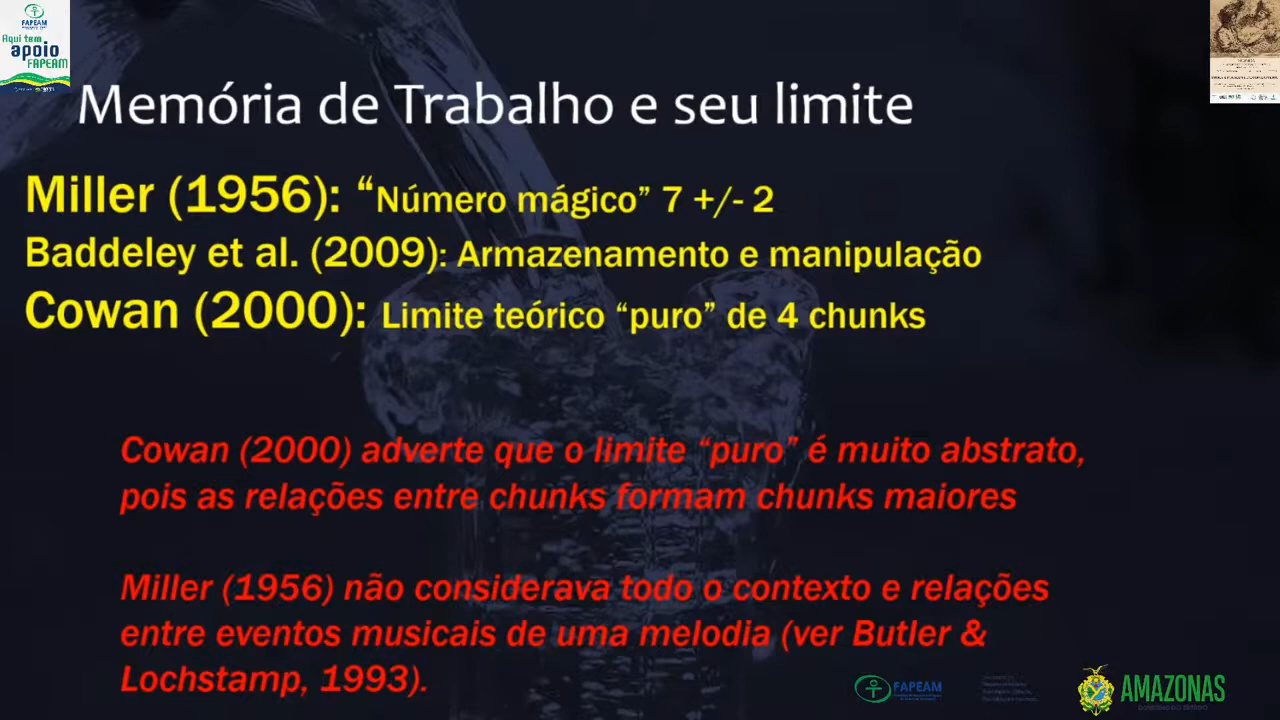 FAPEAM
Aqui tem
apoio
FAPEAM
Memória de Trabalho e seu limite
Miller (1956): “Número mágico” 7 +/- 2
Baddeley et al. (2009): Armazenamento e manipulação
Cowan (2000): Limite teórico “puro” de 4 chunks
Cowan (2000) adverte que o limite “puro” é muito abstrato,
pois as relações entre chunks formam chunks maiores
Miller (1956) não considerava todo o contexto e relações
entre eventos musicais de uma melodia (ver Butler &
Lochstamp, 1993).
FAPEAM
AMAZONAS
GOVERNO DO ESTADO